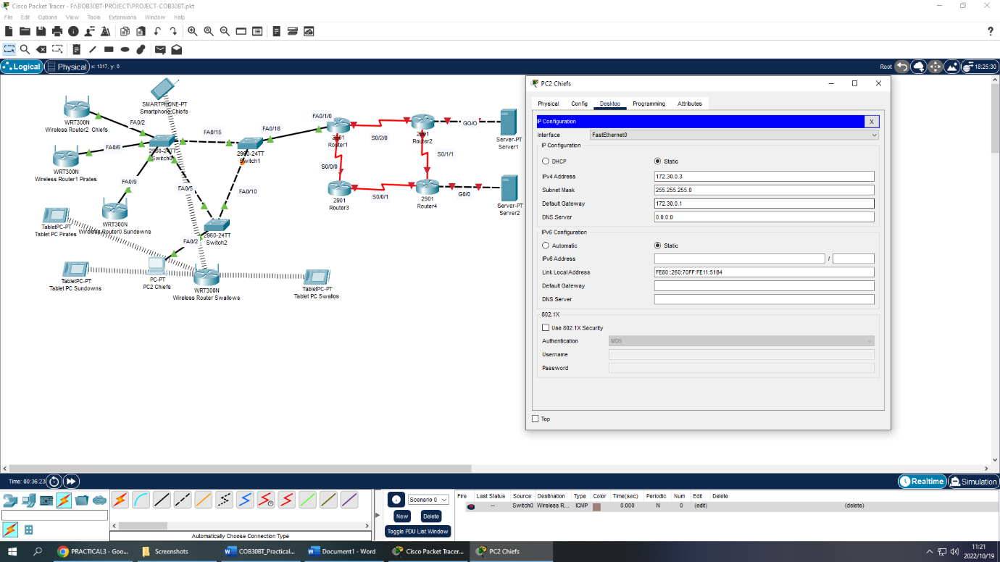 Cisco Packet Tracer - F:\BOB30BT-PROJECT\PROJECT-COB30BT.pkt
File Edit Options View Tools Extensions Window Help
?
Logical Physical x: 1317, y: 0
Root 18:25:30
SMARTPHONE-PT
Smartphone Chiefs
WRT300N
Wireless Router2 Chiefs
FA0/2
FA0/15
2960-24TT
Switch0
FA0/6
WRT300N
Wireless Router1 Pirates
FA0/9
WRT300N
Wireless Router0 Sundowns
FA0/18
2960-24TT
Switch1
FA0/5
FA0/10
2960-24TT
Switch2
FA0/2
TabletPC-PT
Tablet PC Pirates
TabletPC-PT
Tablet PC Sundowns
PC-PT
PC2 Chiefs
WRT300N
Wireless Router Swallows
TabletPC-PT
Tablet PC Swallos
FA0/1/0
2901
Router1
S0/2/0
2901
Router2
GO/O
Server-PT
Server1
S0/0/0
S0/1/1
2901
Router3
S0/0/1
2901
Router4
G0/0
Server-PT
Server2
PC2 Chiefs
Physical Config Desktop Programming Attributes
IP Configuration X
Interface FastEthernet0
IP Configuration
DHCP Static
IPv4 Address 172.30.0.3
Subnet Mask 255.255.255.0
Default Gateway 172.30.0.1
DNS Server 0.0.0.0
IPv6 Configuration
Automatic Static
IPv6 Address /
Link Local Address FE80::260:70FF:FE11:5184
Default Gateway
DNS Server
802.1X
Use 802.1X Security
Authentication MD5
Username
Password
Top
Time: 00:36:23
Realtime Simulation
Automatically Choose Connection Type
Scenario 0
New Delete
Toggle PDU List Window
Fire Last Status Source Destination Type Color Time(sec) Periodic Num Edit Delete
-- Switch0 Wireless R... ICMP 0.000 N 0 (edit) (delete)
PRACTICAL3 - Goo... Screenshots COB30BT_Practical... Document1 - Word Cisco Packet Tracer... PC2 Chiefs
11:21
2022/10/19